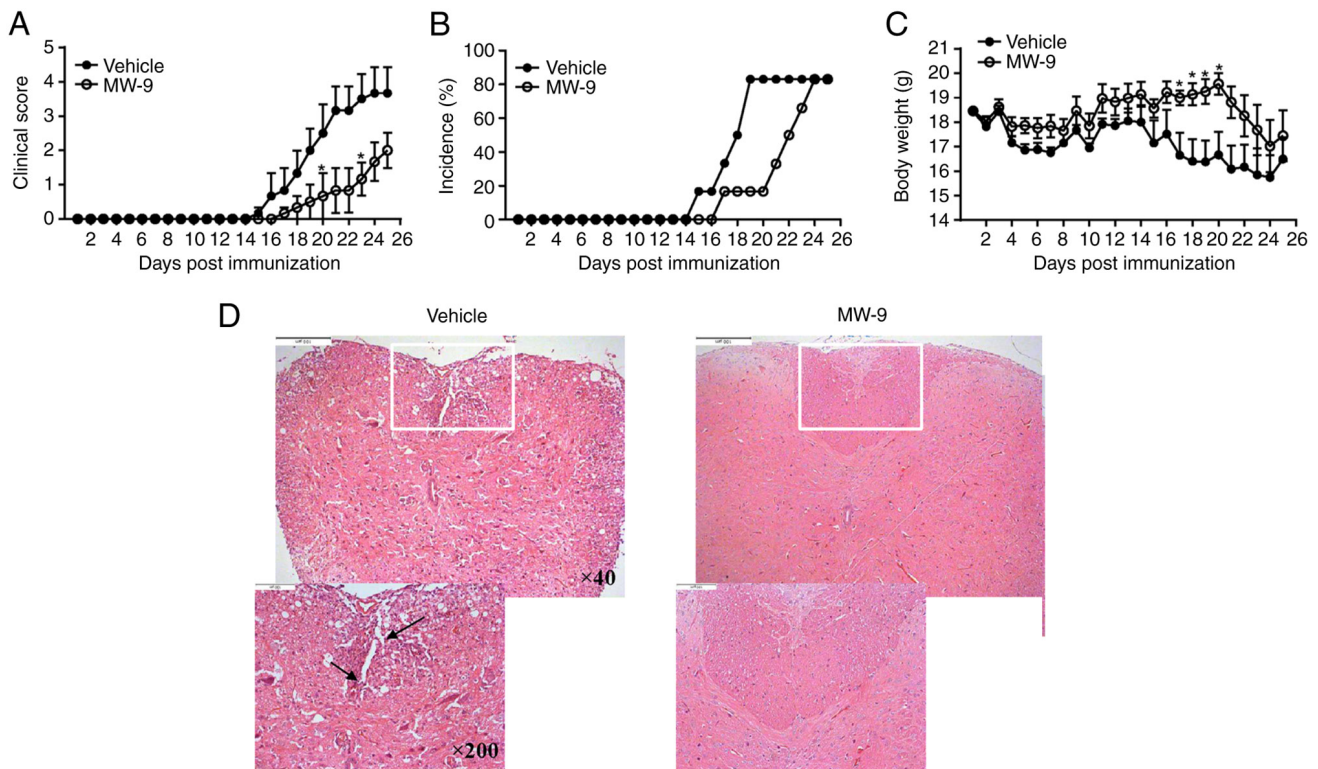 A
Clinical score
5
4
3
2
1
0
Vehicle
MW-9
*
*
2 4 6 8 10 12 14 16 18 20 22 24 26
Days post immunization
B
Incidence (%)
100
80
60
40
20
0
Vehicle
MW-9
2 4 6 8 10 12 14 16 18 20 22 24 26
Days post immunization
C
Body weight (g)
21
20
19
18
17
16
15
14
Vehicle
MW-9
* * * *
2 4 6 8 10 12 14 16 18 20 22 24 26
Days post immunization
D
Vehicle
MW-9
100 µm
100 µm
×40
×200